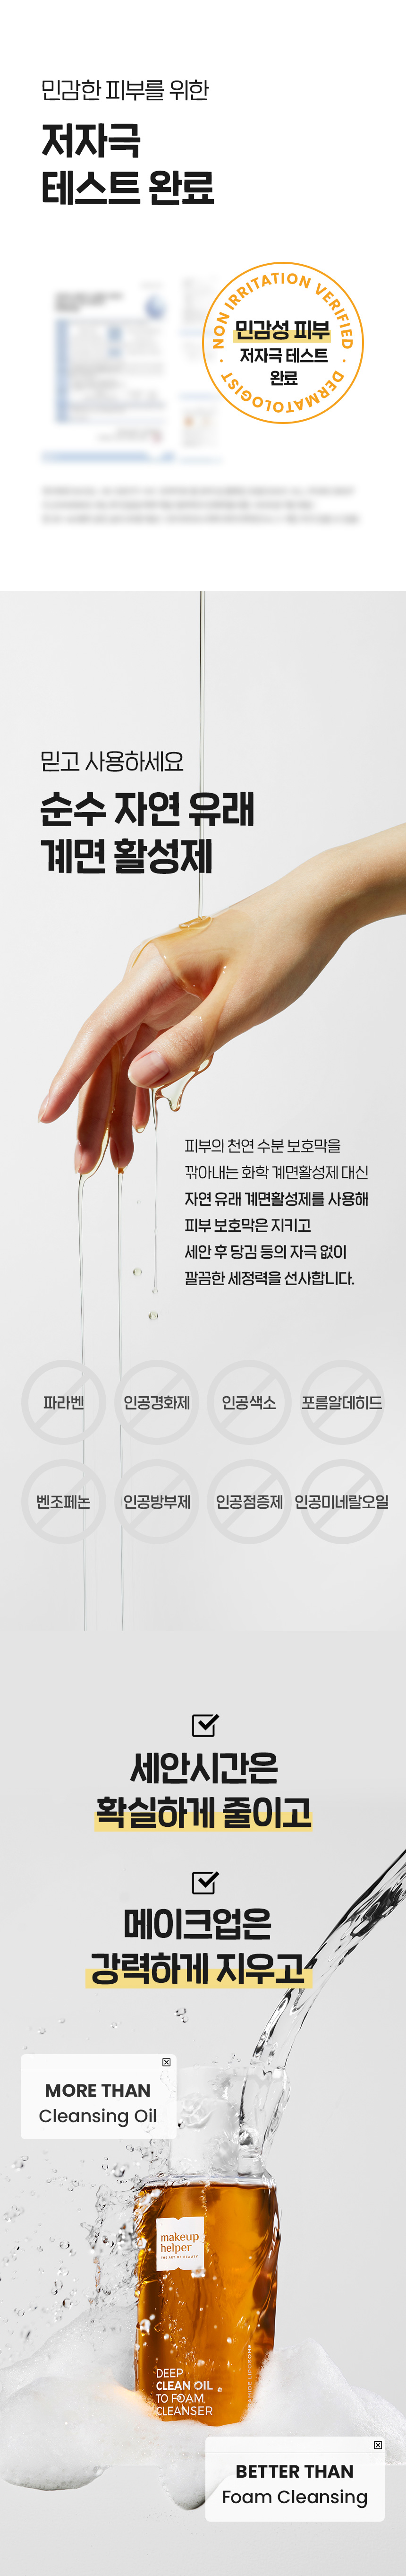 민감한 피부를 위한
저자극
테스트 완료
NON IRRITATION VERIFIED
민감성 피부
저자극 테스트
완료
DERMATOLOGIST
믿고 사용하세요
순수 자연 유래
계면 활성제
피부의 천연 수분 보호막을
깎아내는 화학 계면활성제 대신
자연 유래 계면활성제를 사용해
피부 보호막은 지키고
세안 후 당김 등의 자극 없이
깔끔한 세정력을 선사합니다.
파라벤 인공경화제 인공색소 포름알데히드
벤조페논 인공방부제 인공점증제 인공미네랄오일
세안시간은
확실하게 줄이고
메이크업은
강력하게 지우고
MORE THAN
Cleansing Oil
makeup
helper
THE ART OF BEAUTY
DEEP
CLEAN OIL
TO FOAM
CLEANSER
BETTER THAN
Foam Cleansing